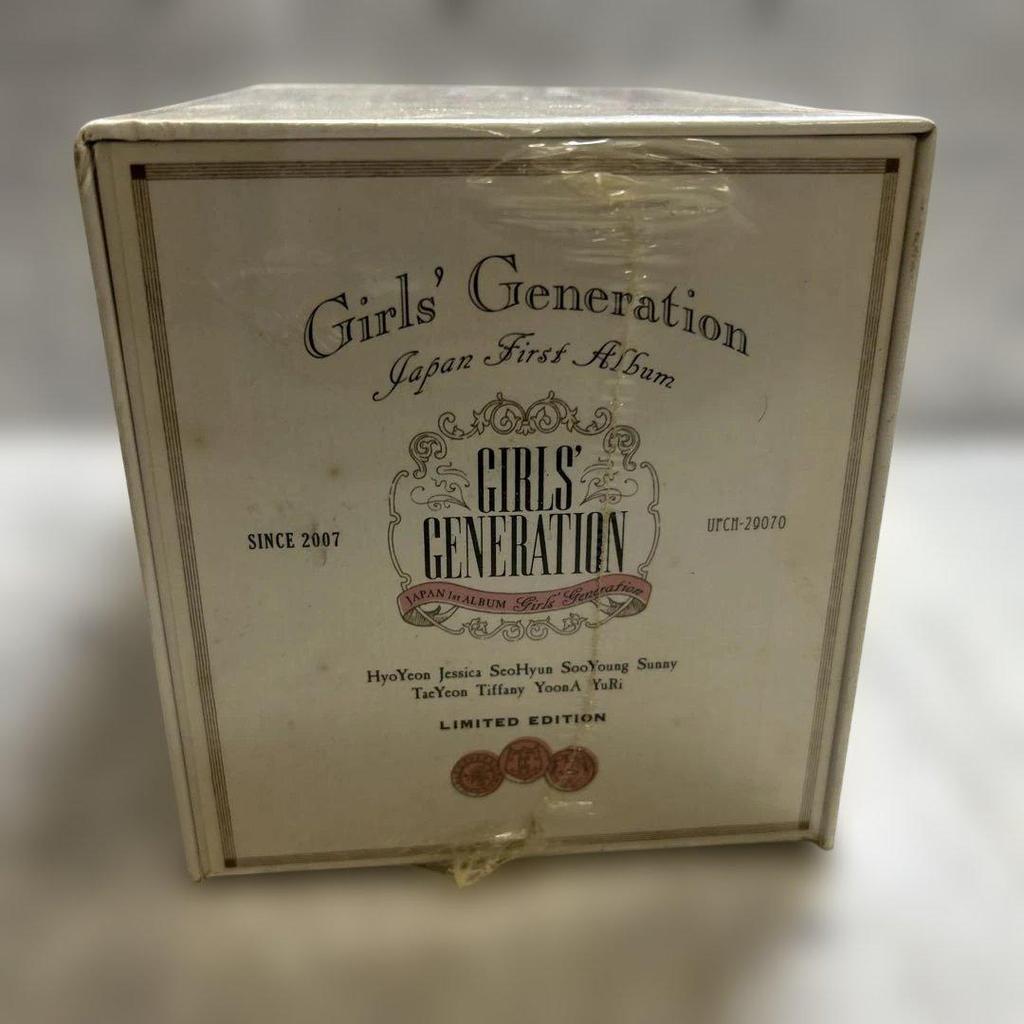 Girls' Generation
Japan First Album
GIRLS'
GENERATION
SINCE 2007
UPCH-29070
JAPAN 1st ALBUM Girls' Generation
HyoYeon Jessica SeoHyun SooYoung Sunny
TaeYeon Tiffany YoonA YuRi
LIMITED EDITION